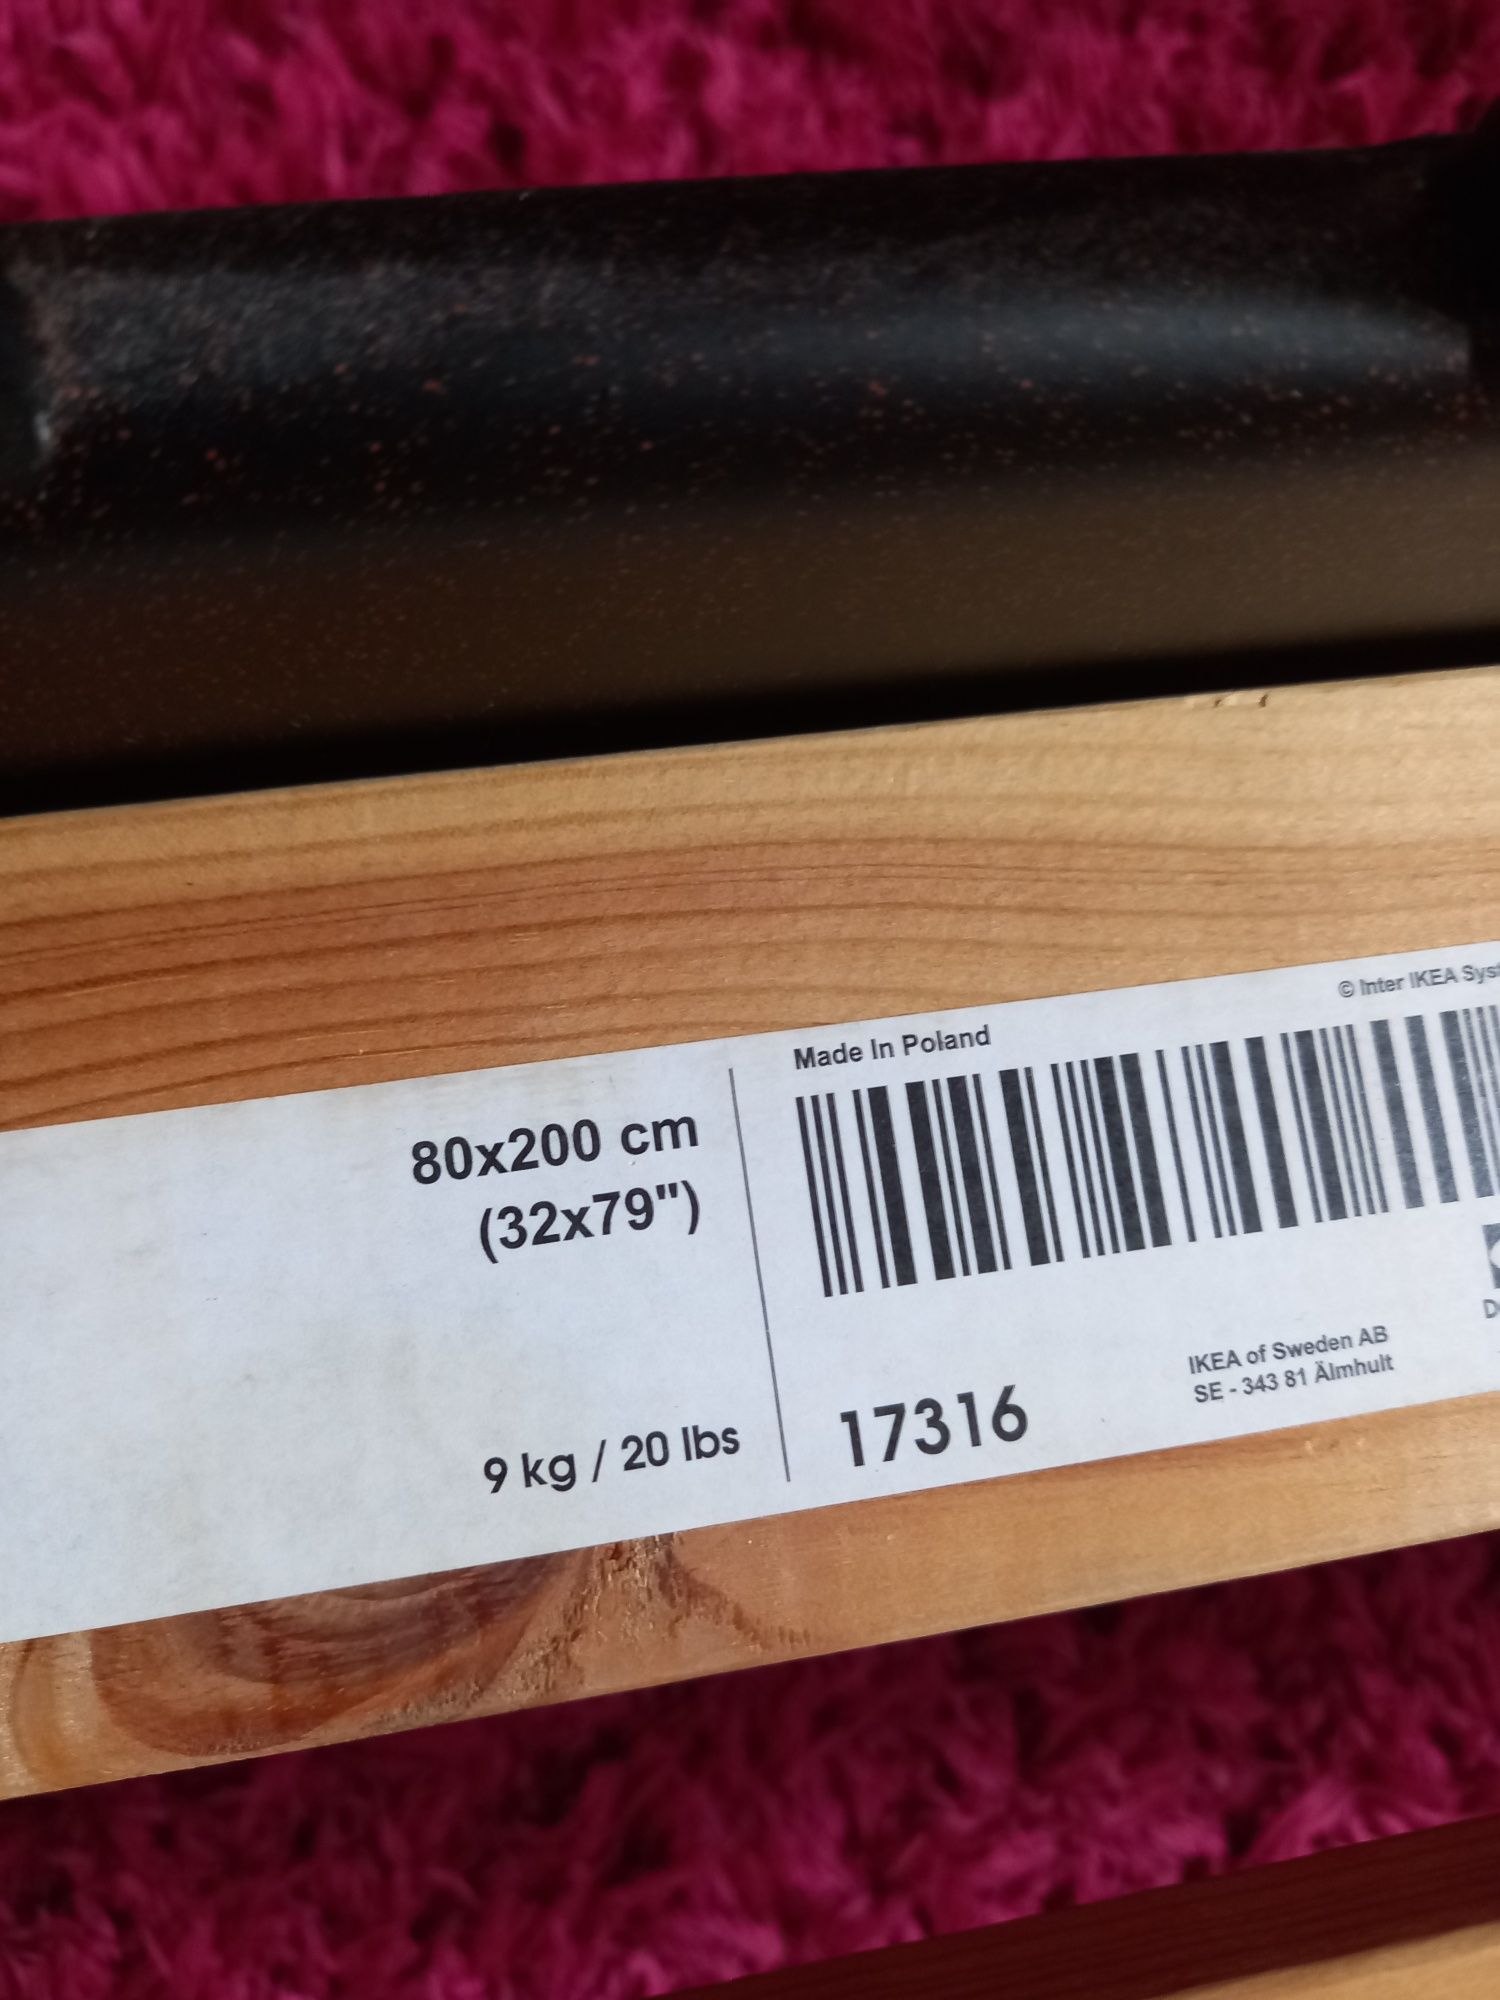 80x200 cm
(32x79")
9 kg / 20 lbs
Made In Poland
© Inter IKEA
17316
IKEA of Sweden AB
SE - 343 81 Älmhult